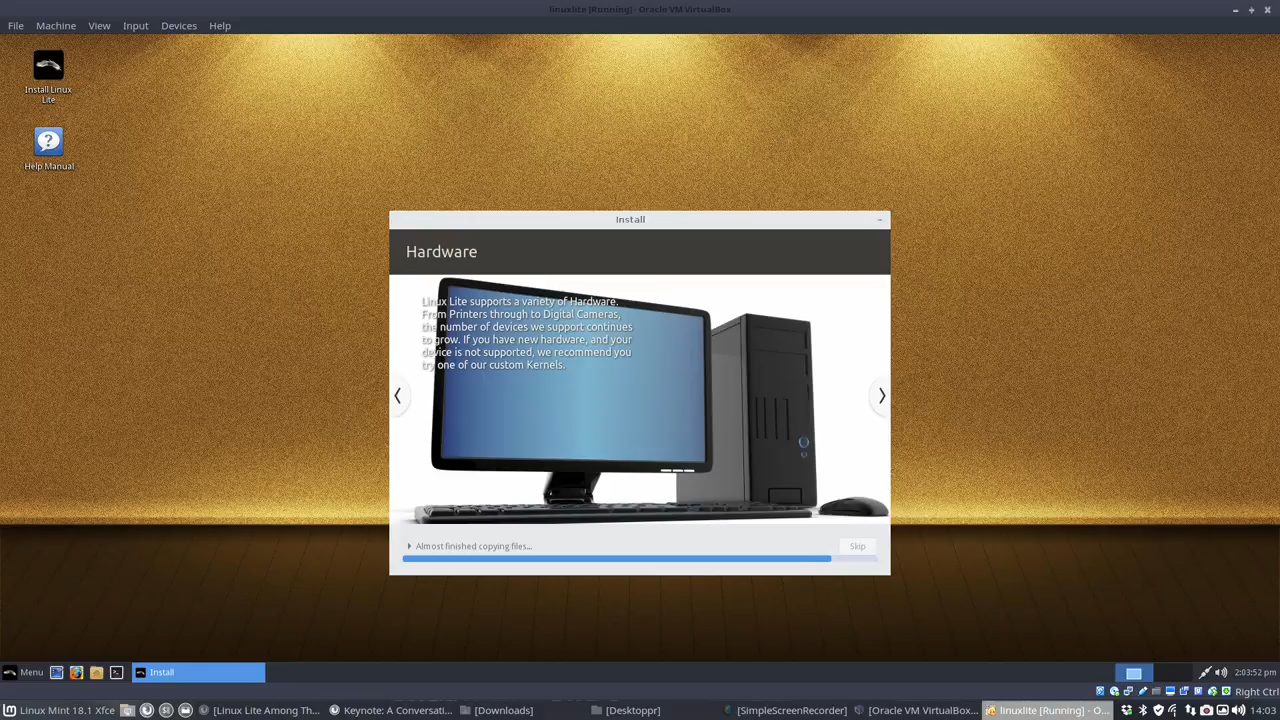 linuxlite [Running] - Oracle VM VirtualBox
File Machine View Input Devices Help
Install Linux
Lite
Help Manual
Install
Hardware
Linux Lite supports a variety of Hardware.
From Printers through to Digital Cameras,
the number of devices we support continues
to grow. If you have new hardware, and your
device is not supported, we recommend you
try one of our custom Kernels.
Almost finished copying files...
Skip
Menu
Install
2:03:52 pm
Right Ctrl
Linux Mint 18.1 Xfce
[Linux Lite Among Th...
Keynote: A Conversati...
[Downloads]
[Desktoppr]
[SimpleScreenRecorder]
[Oracle VM VirtualBox...
linuxlite [Running] - O...
14:03